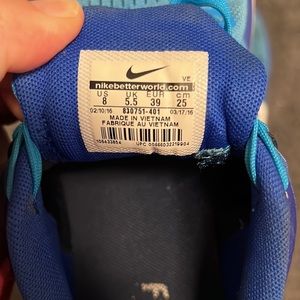 VE
nikebetterworld.com
US UK EUR cm
8 5.5 39 25
02/10/16 830751-401 03/17/16
MADE IN VIETNAM
FABRIQUE AU VIETNAM